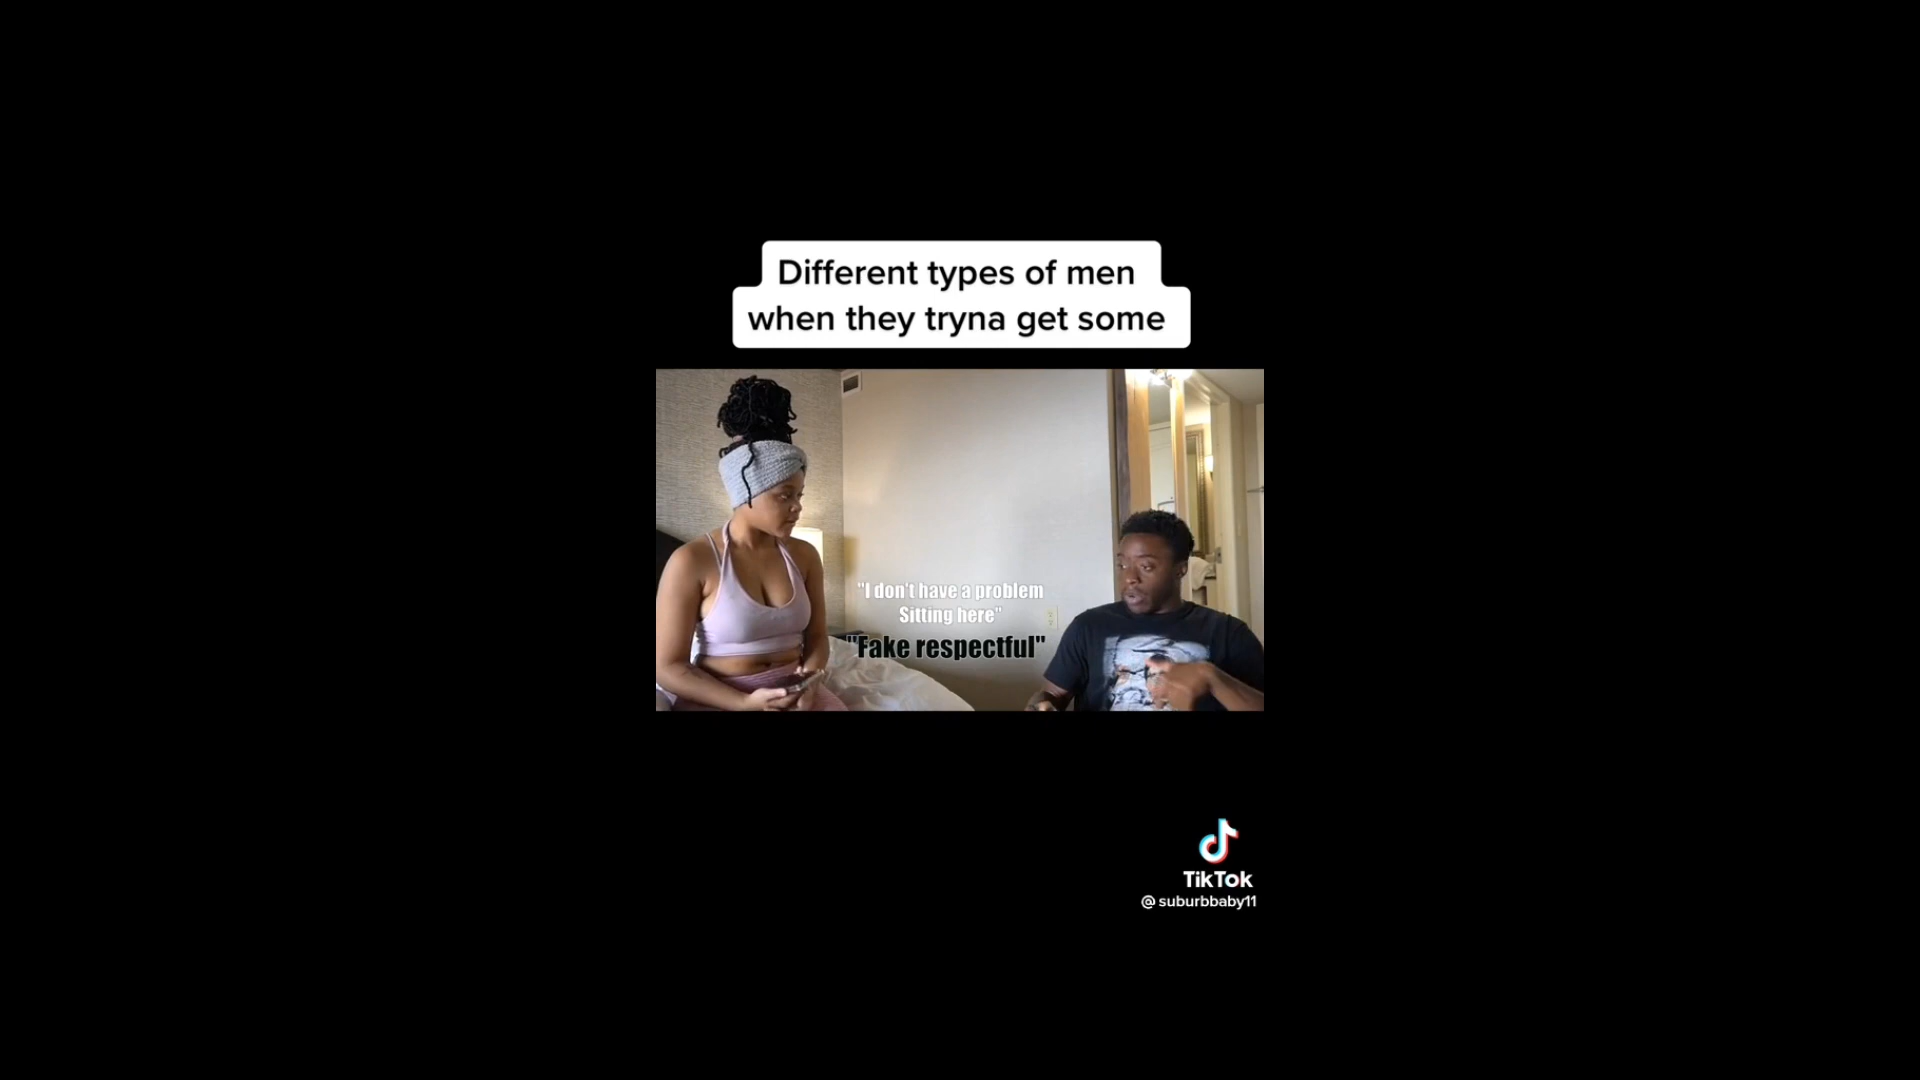 Different types of men
when they tryna get some
"I don't have a problem
Sitting here"
"Fake respectful"
TikTok
@suburbbaby11